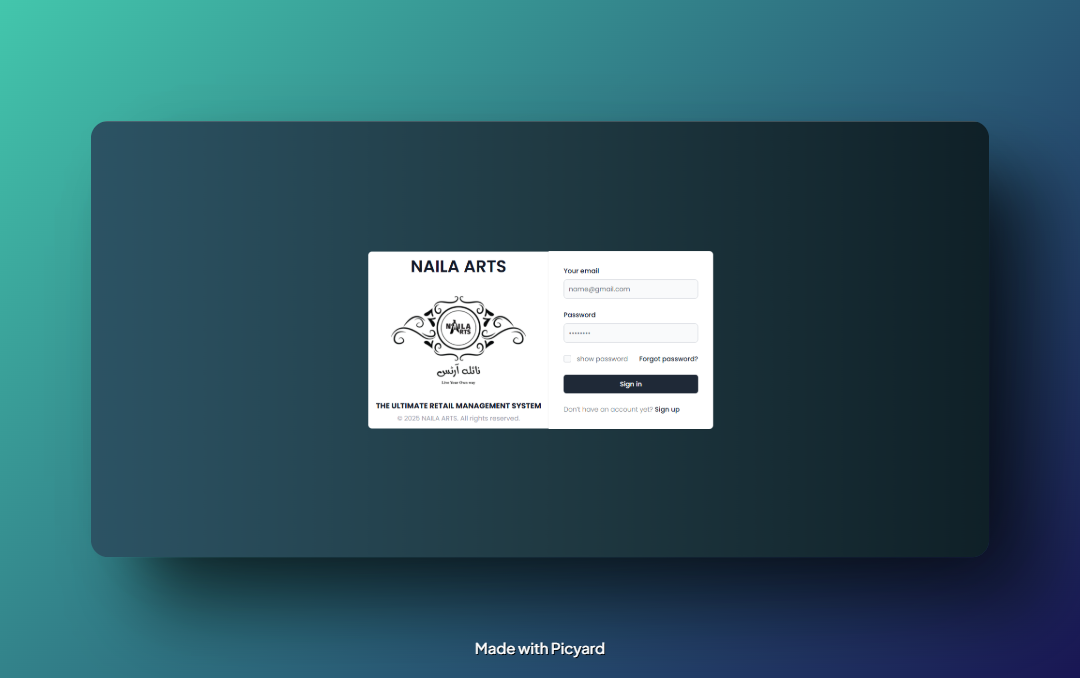 NAILA ARTS
NAILA
ARTS
نائلہ آرٹس
Live Your Own way
THE ULTIMATE RETAIL MANAGEMENT SYSTEM
© 2025 NAILA ARTS. All rights reserved.
Your email
name@gmail.com
Password
••••••••
show password Forgot password?
Sign in
Don't have an account yet? Sign up
Made with Picyard